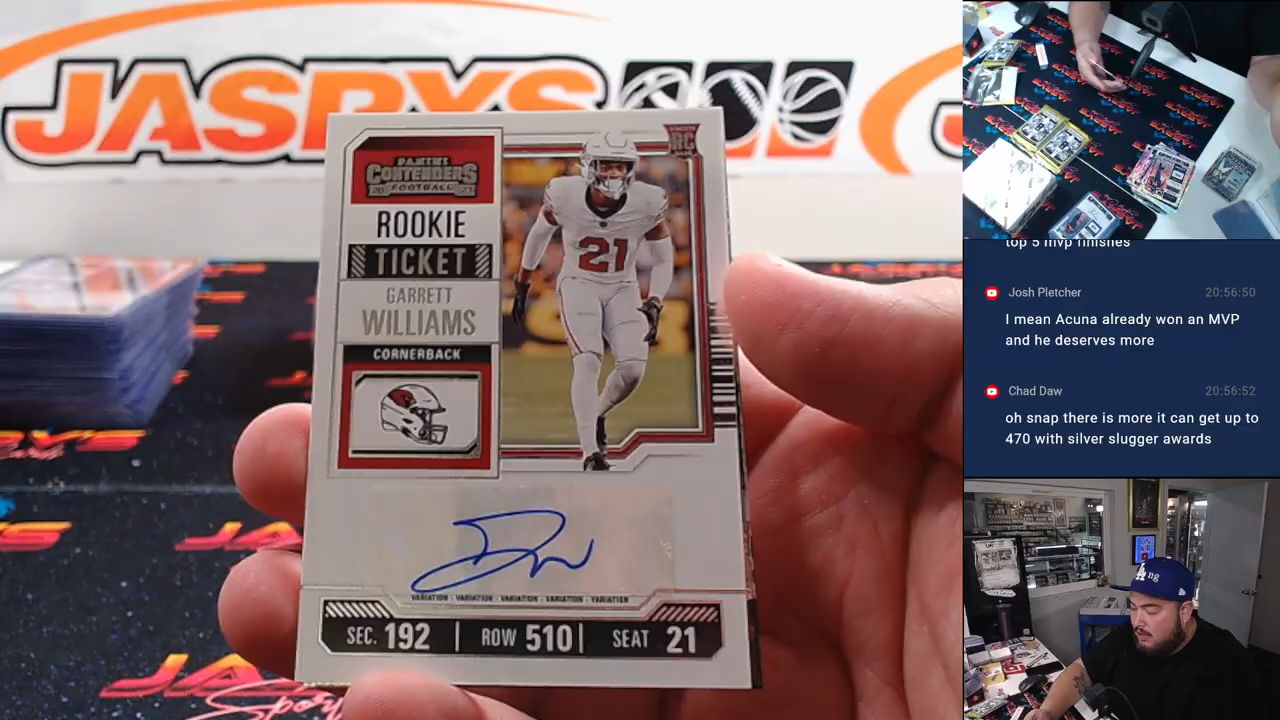 JASPYS
PANINI
CONTENDERS
FOOTBALL
ROOKIE
TICKET
GARRETT
WILLIAMS
CORNERBACK
RC
21
VARIATION · VARIATION · VARIATION · VARIATION · VARIATION
SEC. 192 | ROW 510 | SEAT 21
top 5 mvp finishes
Josh Pletcher 20:56:50
I mean Acuna already won an MVP
and he deserves more
Chad Daw 20:56:52
oh snap there is more it can get up to
470 with silver slugger awards
LA